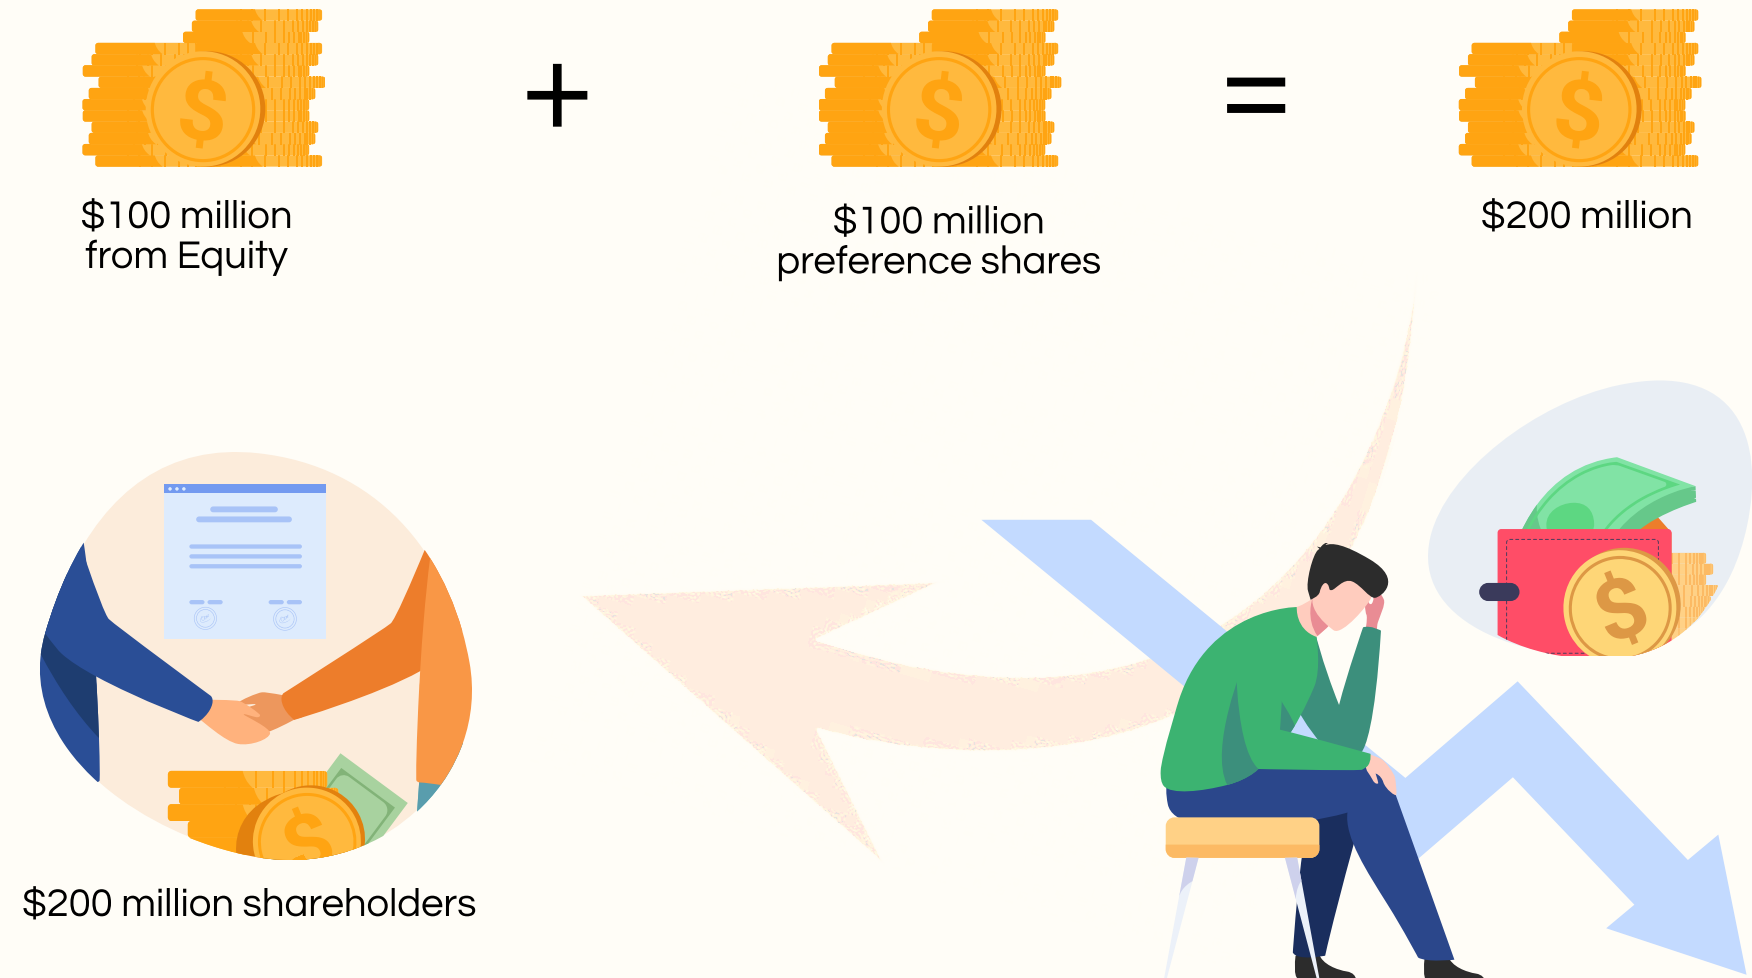 $100 million
from Equity
+
$100 million
preference shares
=
$200 million
$200 million shareholders